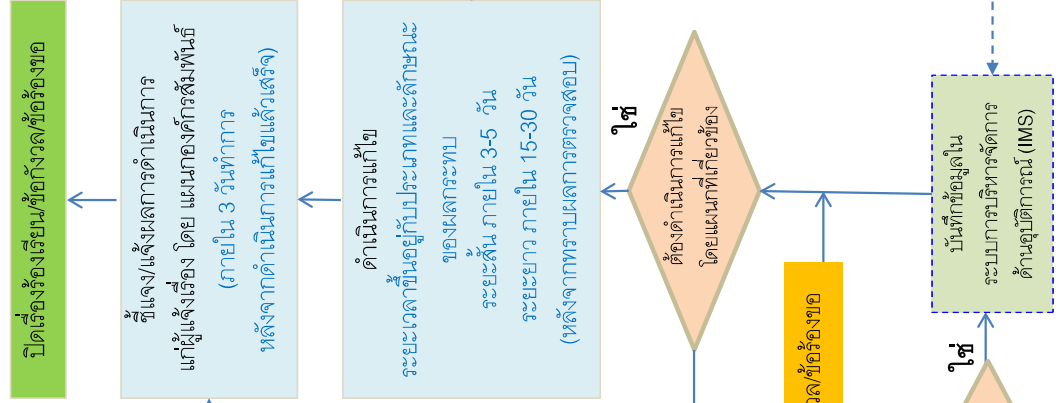 ปิดเรื่องร้องเรียน/ข้อกังวล/ข้อร้องขอ
ชี้แจง/แจ้งผลการดำเนินการ
แก่ผู้แจ้งเรื่อง โดย แผนกองค์กรสัมพันธ์
(ภายใน 3 วันทำการ
หลังจากดำเนินการแก้ไขแล้วเสร็จ)
ดำเนินการแก้ไข
ระยะเวลาขึ้นอยู่กับประเภทและลักษณะ
ของผลกระทบ
ระยะสั้น ภายใน 3-5 วัน
ระยะยาว ภายใน 15-30 วัน
(หลังจากทราบผลการตรวจสอบ)
ใช่
ต้องดำเนินการแก้ไข
โดยแผนกที่เกี่ยวข้อง
วล/ข้อร้องขอ
บันทึกข้อมูลใน
ระบบการบริหารจัดการ
ด้านอุบัติการณ์ (IMS)
ใช่